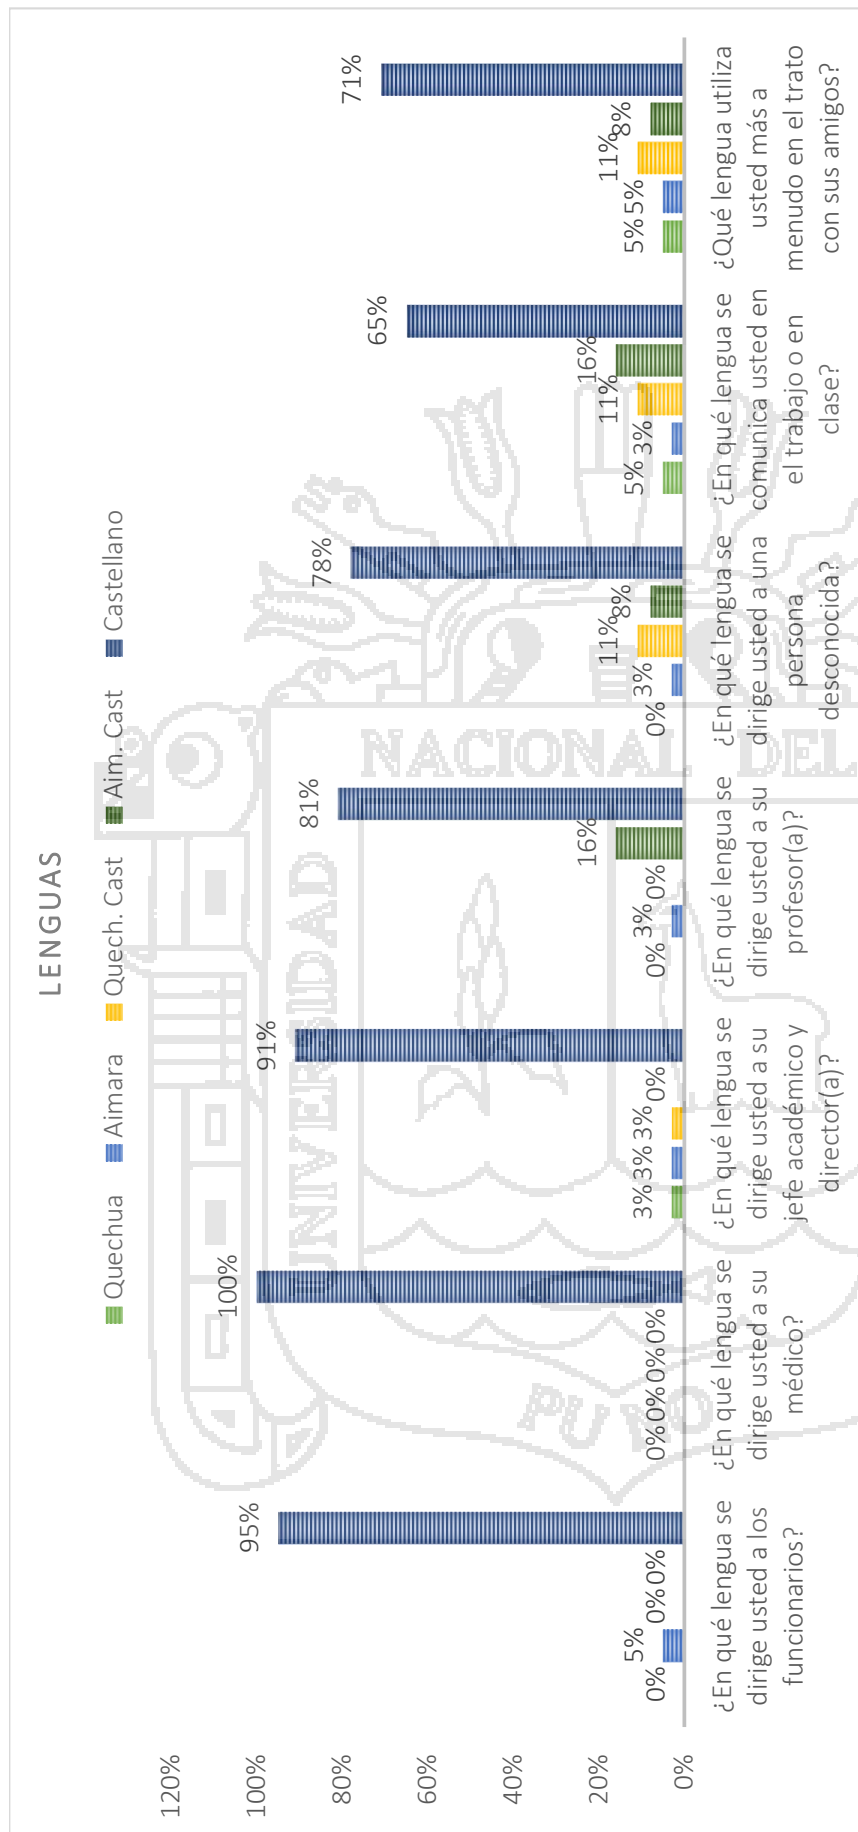 LENGUAS
Quechua Aimara Quech. Cast Aim. Cast Castellano
120%
100%
80%
60%
40%
20%
0%
0% 5% 0% 0% 95%
0% 0% 0% 0% 100%
3% 3% 3% 0% 91%
0% 3% 0% 16% 81%
0% 3% 11% 8% 78%
5% 3% 11% 16% 65%
5% 5% 11% 8% 71%
¿En qué lengua se
dirige usted a los
funcionarios?
¿En qué lengua se
dirige usted a su
médico?
¿En qué lengua se
dirige usted a su
jefe académico y
director(a)?
¿En qué lengua se
dirige usted a su
profesor(a)?
¿En qué lengua se
dirige usted a una
persona
desconocida?
¿En qué lengua se
comunica usted en
el trabajo o en
clase?
¿Qué lengua utiliza
usted más a
menudo en el trato
con sus amigos?
UNIVERSIDAD
NACIONAL DEL
PUNO